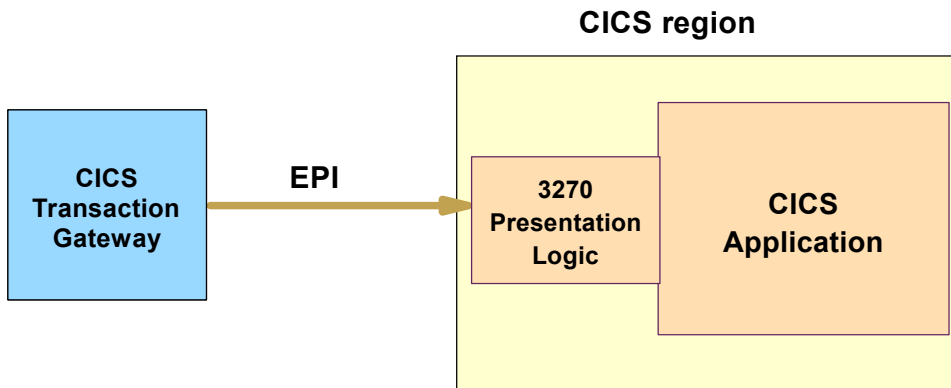 CICS region
CICS
Transaction
Gateway
EPI
3270
Presentation
Logic
CICS
Application